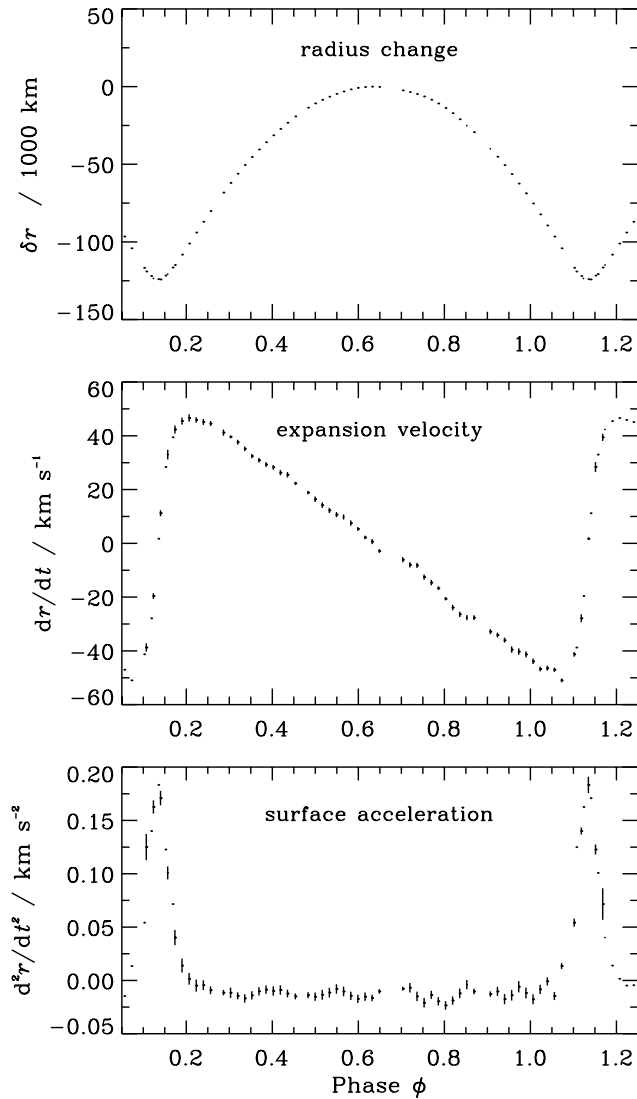 50
radius change
0
−50
−100
−150
δr / 1000 km
0.2 0.4 0.6 0.8 1.0 1.2
60
expansion velocity
40
20
0
−20
−40
−60
dr/dt / km s⁻¹
0.2 0.4 0.6 0.8 1.0 1.2
0.20
surface acceleration
0.15
0.10
0.05
0.00
−0.05
d²r/dt² / km s⁻²
0.2 0.4 0.6 0.8 1.0 1.2
Phase ϕ